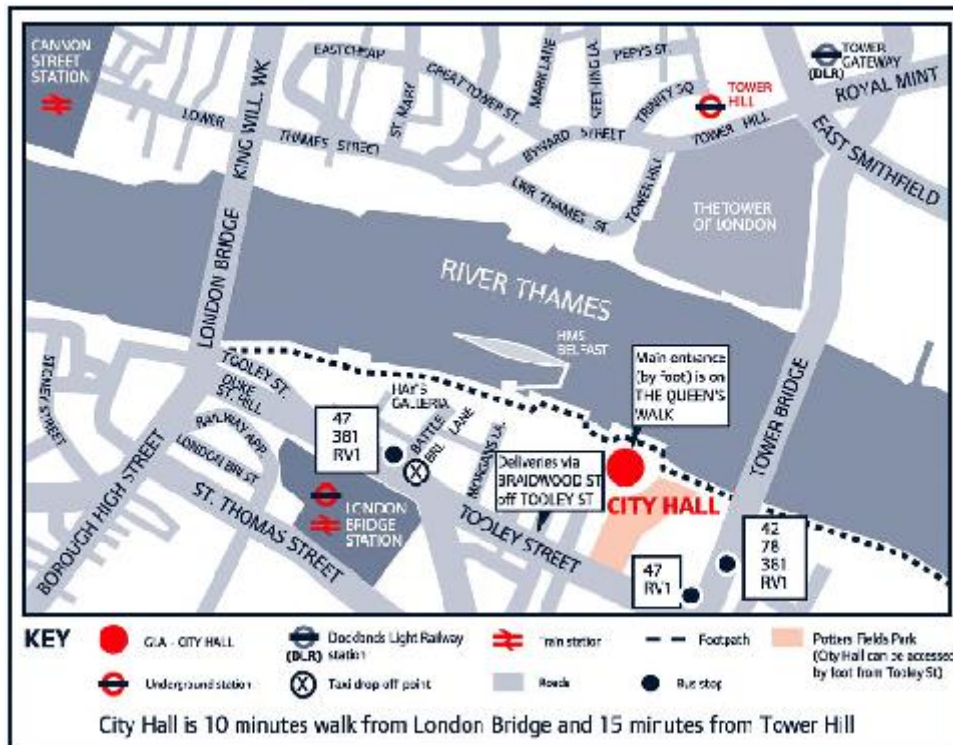 CANNON
STREET
STATION
EASTCHEAP
GREAT TOWER ST.
MARK LANE
SEETHING LA.
PEPYS ST.
TRINITY SQ
TOWER
HILL
TOWER
GATEWAY
(DLR)
ROYAL MINT
LOWER
THAMES STREET
ST. MARY
KING WILL. WK
BYWARD STREET
TOWER HILL
EAST SMITHFIELD
LWR THAMES ST.
TOWER HILL
THE TOWER
OF LONDON
LONDON BRIDGE
RIVER THAMES
HMS
BELFAST
Main entrance
(by foot) is on
THE QUEEN'S
WALK
TOWER BRIDGE
STONEY STREET
TOOLEY ST.
DUKE
ST. HILL
HAY'S
GALLERIA
BATTLE
BRI. LANE
MORGANS LA.
47
381
RV1
RAILWAY APP
LONDON BRI ST
Deliveries via
BRAIDWOOD ST
off TOOLEY ST
CITY HALL
BOROUGH HIGH STREET
ST. THOMAS STREET
LONDON
BRIDGE
STATION
TOOLEY STREET
47
RV1
42
78
381
RV1
KEY
GLA - CITY HALL
Docklands Light Railway
(DLR) station
Train station
Footpath
Potters Fields Park
(City Hall can be accessed
by foot from Tooley St)
Underground station
Taxi drop off point
Roads
Bus stop
City Hall is 10 minutes walk from London Bridge and 15 minutes from Tower Hill